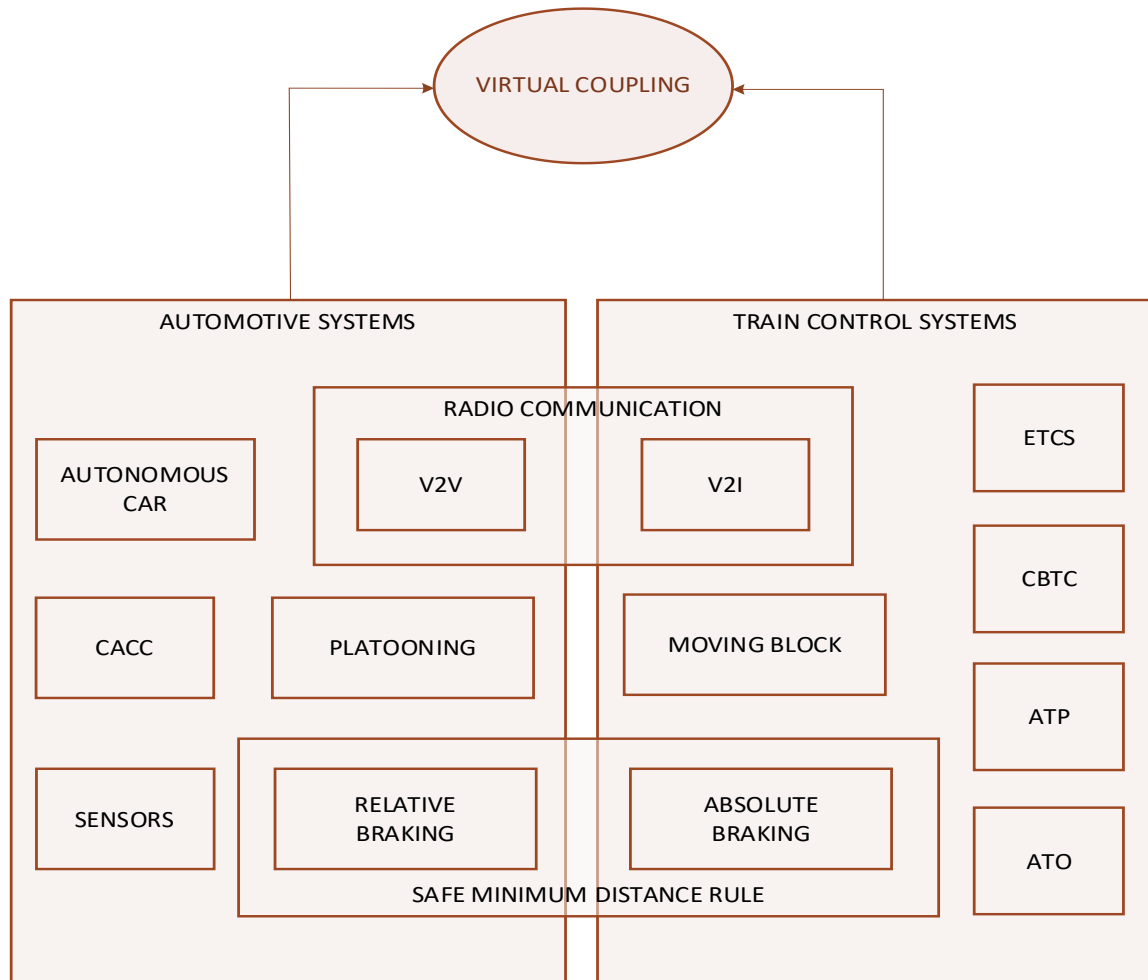 VIRTUAL COUPLING
AUTOMOTIVE SYSTEMS
TRAIN CONTROL SYSTEMS
RADIO COMMUNICATION
ETCS
AUTONOMOUS
CAR
V2V
V2I
CBTC
CACC
PLATOONING
MOVING BLOCK
ATP
SENSORS
RELATIVE
BRAKING
ABSOLUTE
BRAKING
ATO
SAFE MINIMUM DISTANCE RULE